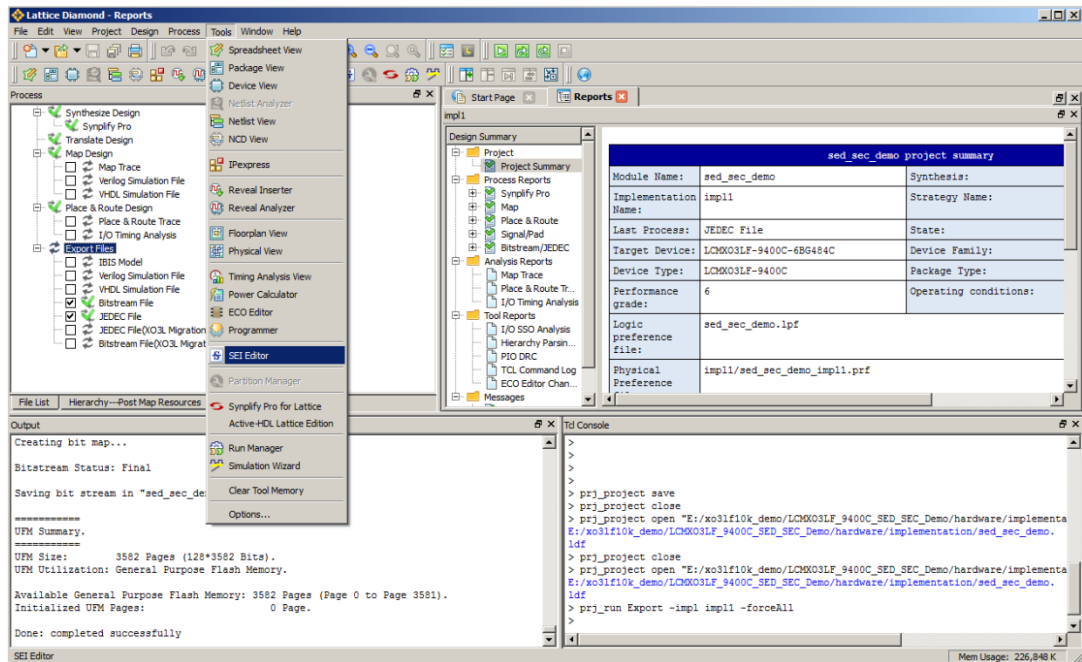 Lattice Diamond - Reports
File Edit View Project Design Process Tools Window Help
Process
Synthesize Design
Synplify Pro
Translate Design
Map Design
Map Trace
Verilog Simulation File
VHDL Simulation File
Place & Route Design
Place & Route Trace
I/O Timing Analysis
Export Files
IBIS Model
Verilog Simulation File
VHDL Simulation File
Bitstream File
JEDEC File
JEDEC File(XO3L Migration
Bitstream File(XO3L Migrat
File List Hierarchy---Post Map Resources
Spreadsheet View
Package View
Device View
Netlist Analyzer
Netlist View
NCD View
IPexpress
Reveal Inserter
Reveal Analyzer
Floorplan View
Physical View
Timing Analysis View
Power Calculator
ECO Editor
Programmer
SEI Editor
Partition Manager
Synplify Pro for Lattice
Active-HDL Lattice Edition
Run Manager
Simulation Wizard
Clear Tool Memory
Options...
Start Page Reports
impl1
Design Summary
Project
Project Summary
Process Reports
Synplify Pro
Map
Place & Route
Signal/Pad
Bitstream/JEDEC
Analysis Reports
Map Trace
Place & Route Tr...
I/O Timing Analysis
Tool Reports
I/O SSO Analysis
Hierarchy Parsin...
PIO DRC
TCL Command Log
ECO Editor Chan...
Messages
sed_sec_demo project summary
Module Name: sed_sec_demo Synthesis:
Implementation Name: impl1 Strategy Name:
Last Process: JEDEC File State:
Target Device: LCMXO3LF-9400C-6BG484C Device Family:
Device Type: LCMXO3LF-9400C Package Type:
Performance grade: 6 Operating conditions:
Logic preference file: sed_sec_demo.lpf
Physical Preference impl1/sed_sec_demo_impl1.prf
Output
Creating bit map...
Bitstream Status: Final
Saving bit stream in "sed_sec_de
===========
UFM Summary.
===========
UFM Size: 3582 Pages (128*3582 Bits).
UFM Utilization: General Purpose Flash Memory.
Available General Purpose Flash Memory: 3582 Pages (Page 0 to Page 3581).
Initialized UFM Pages: 0 Page.
Done: completed successfully
Tcl Console
>
>
>
> prj_project save
> prj_project close
> prj_project open "E:/xo3lf10k_demo/LCMXO3LF_9400C_SED_SEC_Demo/hardware/implementa
E:/xo3lf10k_demo/LCMXO3LF_9400C_SED_SEC_Demo/hardware/implementation/sed_sec_demo.
ldf
> prj_project close
> prj_project open "E:/xo3lf10k_demo/LCMXO3LF_9400C_SED_SEC_Demo/hardware/implementa
E:/xo3lf10k_demo/LCMXO3LF_9400C_SED_SEC_Demo/hardware/implementation/sed_sec_demo.
ldf
> prj_run Export -impl impl1 -forceAll
>
SEI Editor
Mem Usage: 226,848 K